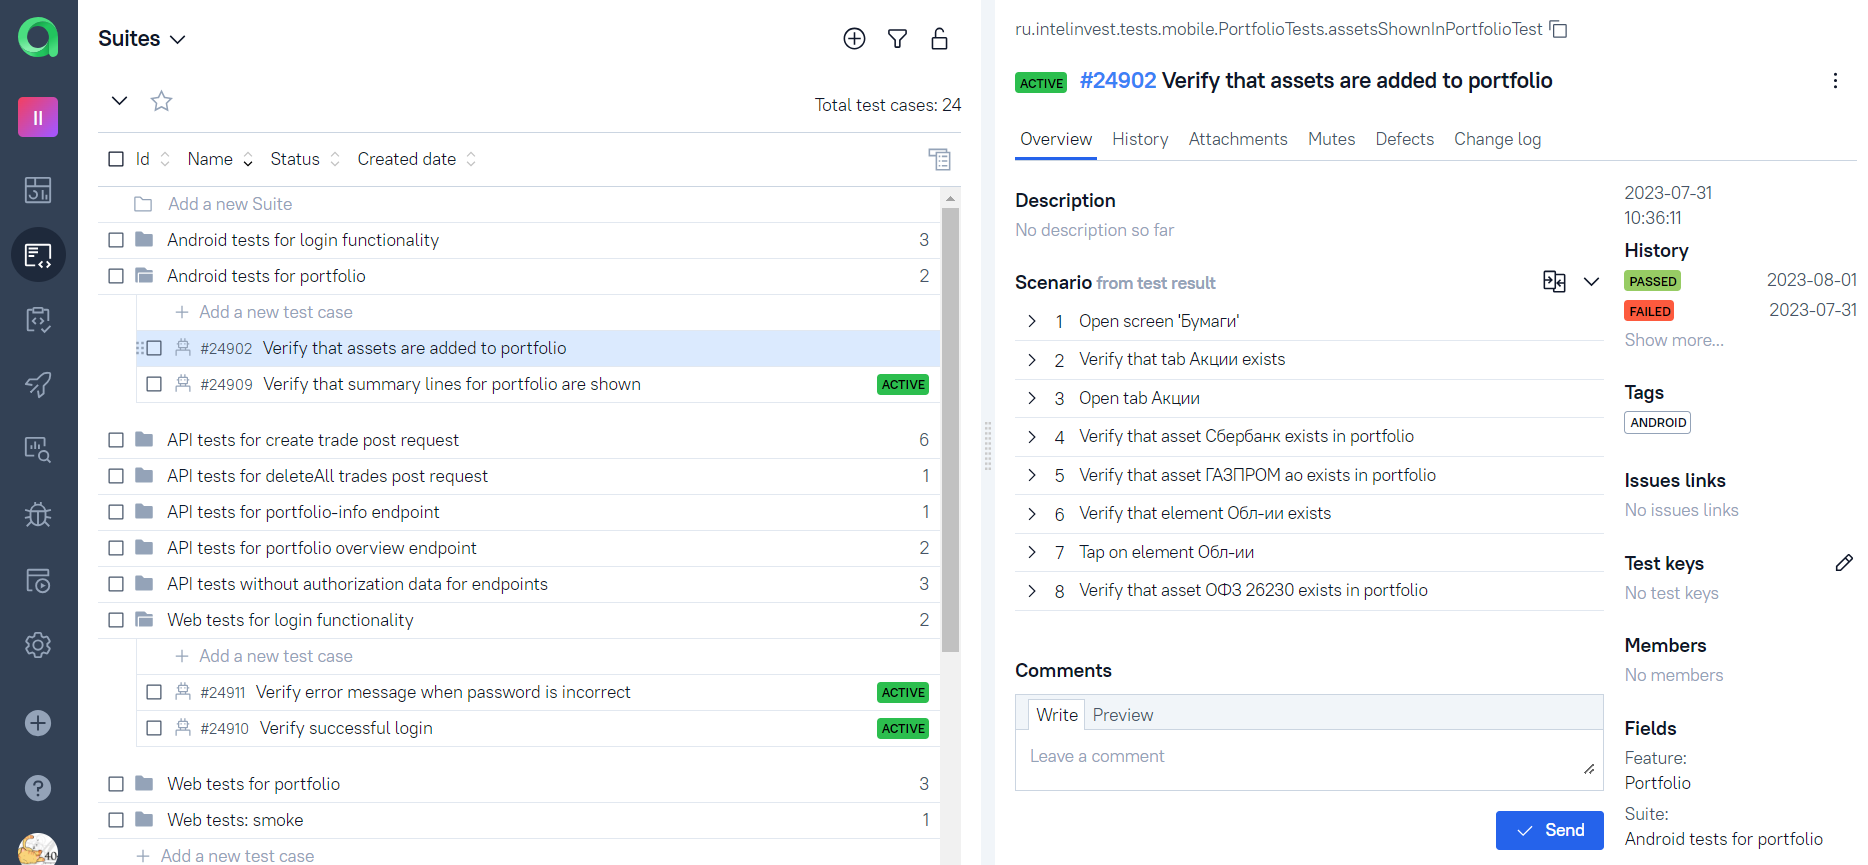 II
Suites
Total test cases: 24
Id Name Status Created date
Add a new Suite
Android tests for login functionality 3
Android tests for portfolio 2
Add a new test case
#24902 Verify that assets are added to portfolio
#24909 Verify that summary lines for portfolio are shown ACTIVE
API tests for create trade post request 6
API tests for deleteAll trades post request 1
API tests for portfolio-info endpoint 1
API tests for portfolio overview endpoint 2
API tests without authorization data for endpoints 3
Web tests for login functionality 2
Add a new test case
#24911 Verify error message when password is incorrect ACTIVE
#24910 Verify successful login ACTIVE
Web tests for portfolio 3
Web tests: smoke 1
Add a new test case
ru.intelinvest.tests.mobile.PortfolioTests.assetsShownInPortfolioTest
ACTIVE #24902 Verify that assets are added to portfolio
Overview History Attachments Mutes Defects Change log
Description
No description so far
Scenario from test result
1 Open screen 'Бумаги'
2 Verify that tab Акции exists
3 Open tab Акции
4 Verify that asset Сбербанк exists in portfolio
5 Verify that asset ГАЗПРОМ ао exists in portfolio
6 Verify that element Обл-ии exists
7 Tap on element Обл-ии
8 Verify that asset ОФЗ 26230 exists in portfolio
Comments
Write Preview
Leave a comment
Send
2023-07-31
10:36:11
History
PASSED 2023-08-01
FAILED 2023-07-31
Show more...
Tags
ANDROID
Issues links
No issues links
Test keys
No test keys
Members
No members
Fields
Feature:
Portfolio
Suite:
Android tests for portfolio